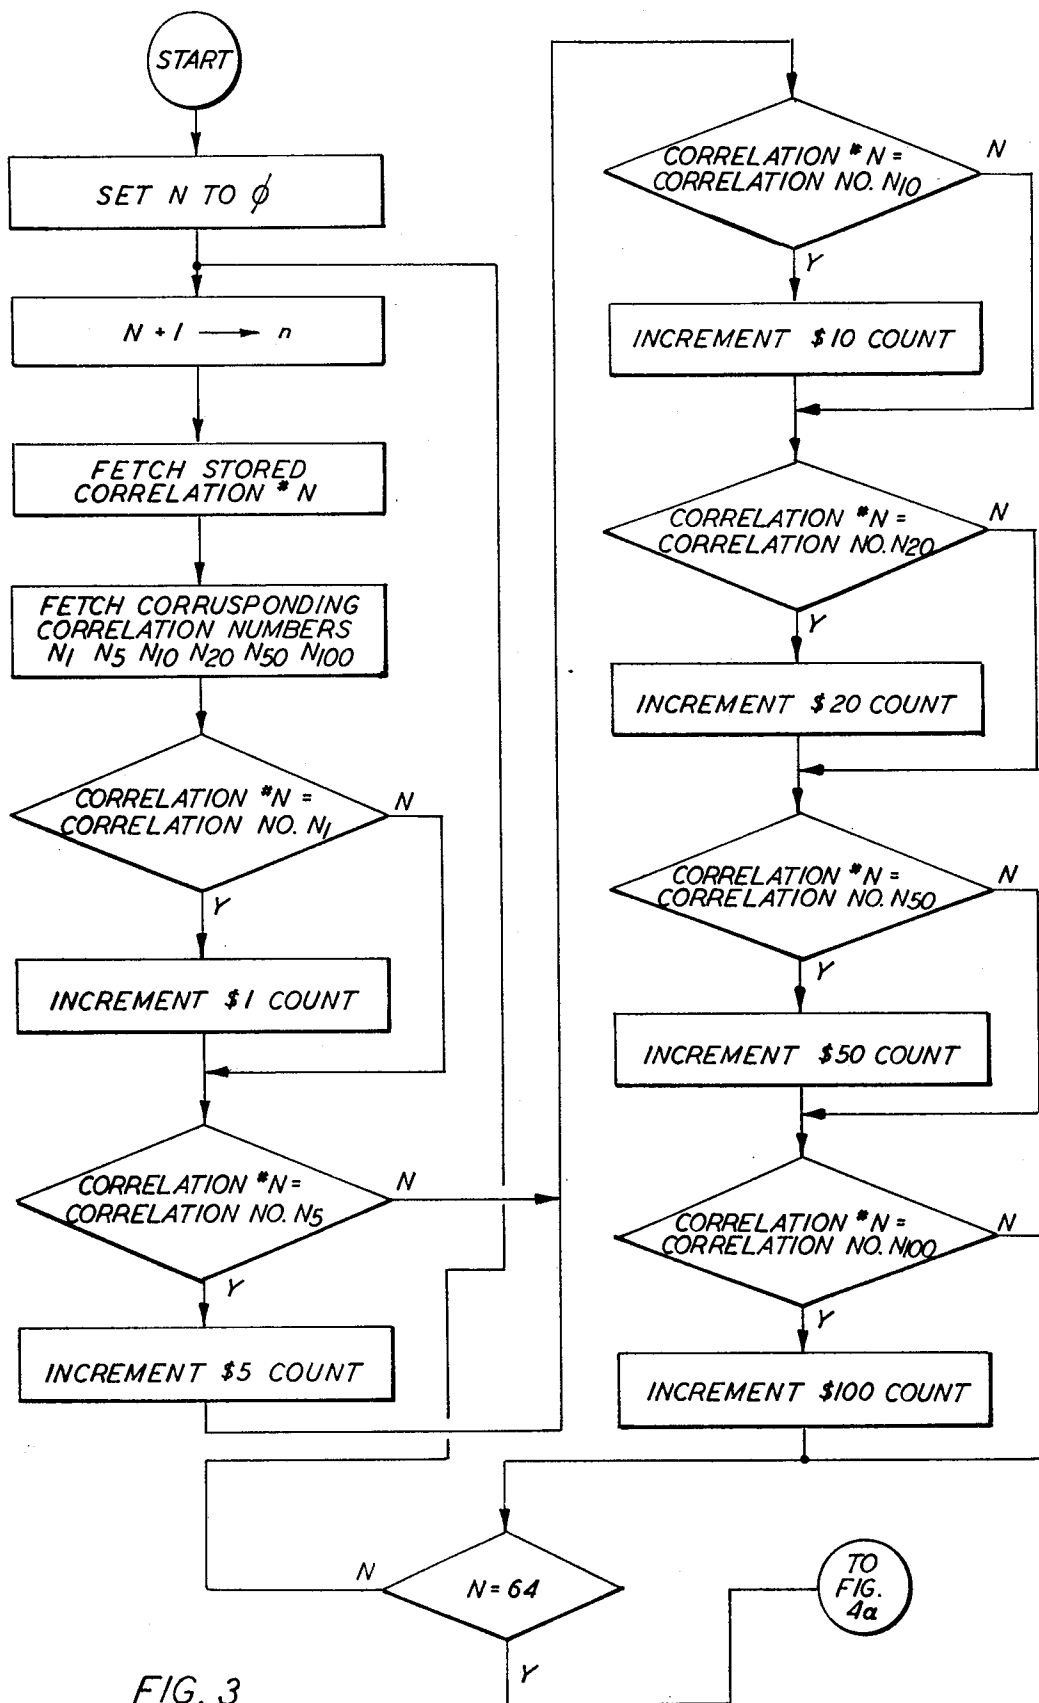 START
SET N TO ϕ
N + 1 ⟶ n
FETCH STORED
CORRELATION # N
FETCH CORRUSPONDING
CORRELATION NUMBERS
N1 N5 N10 N20 N50 N100
CORRELATION #N =
CORRELATION NO. N1
N
Y
INCREMENT $1 COUNT
CORRELATION #N =
CORRELATION NO. N5
N
Y
INCREMENT $5 COUNT
CORRELATION #N =
CORRELATION NO. N10
N
Y
INCREMENT $10 COUNT
CORRELATION #N =
CORRELATION NO. N20
N
Y
INCREMENT $20 COUNT
CORRELATION #N =
CORRELATION NO. N50
N
Y
INCREMENT $50 COUNT
CORRELATION #N =
CORRELATION NO. N100
N
Y
INCREMENT $100 COUNT
N = 64
N
Y
TO
FIG.
4a
FIG. 3